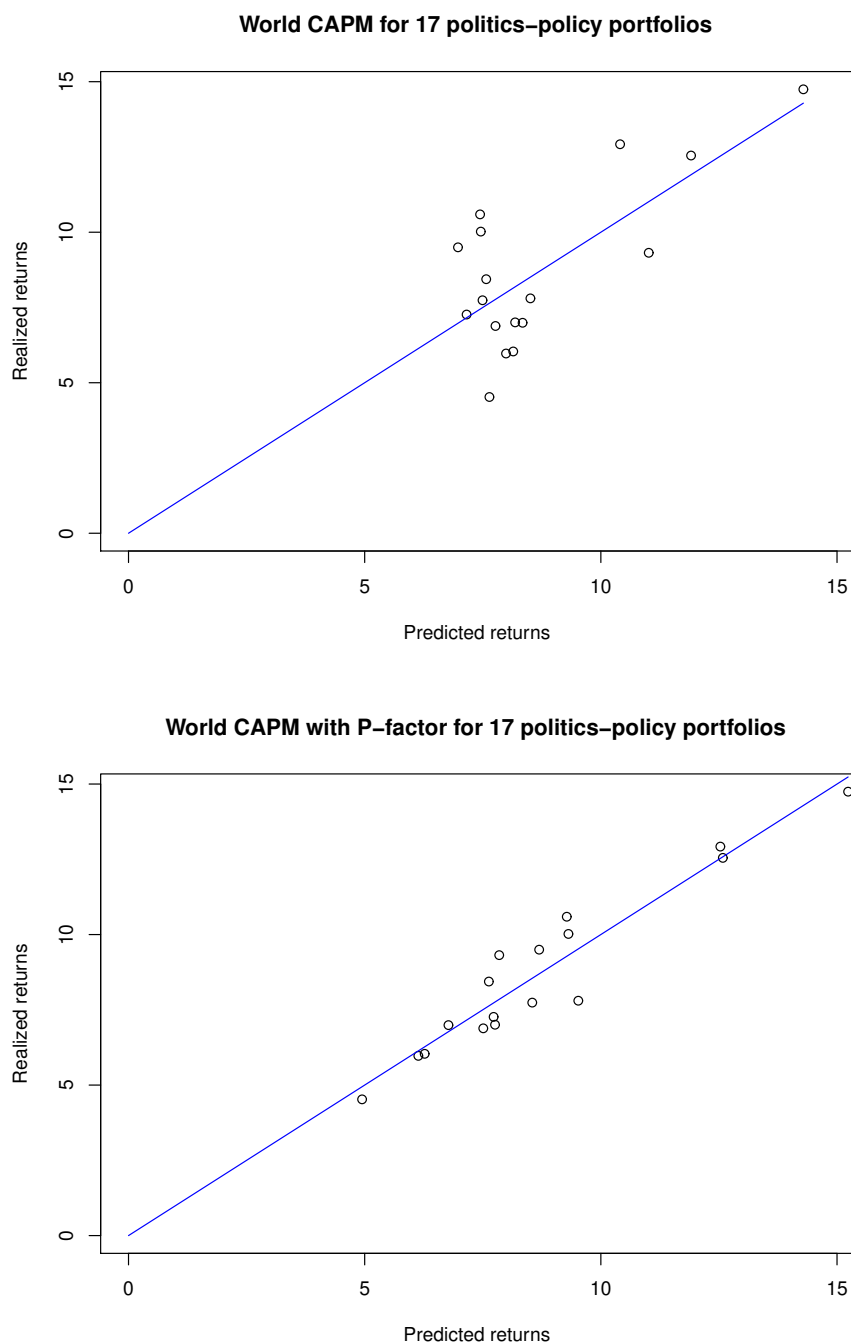 World CAPM for 17 politics−policy portfolios
15
10
5
0
Realized returns
0 5 10 15
Predicted returns
World CAPM with P−factor for 17 politics−policy portfolios
15
10
5
0
Realized returns
0 5 10 15
Predicted returns